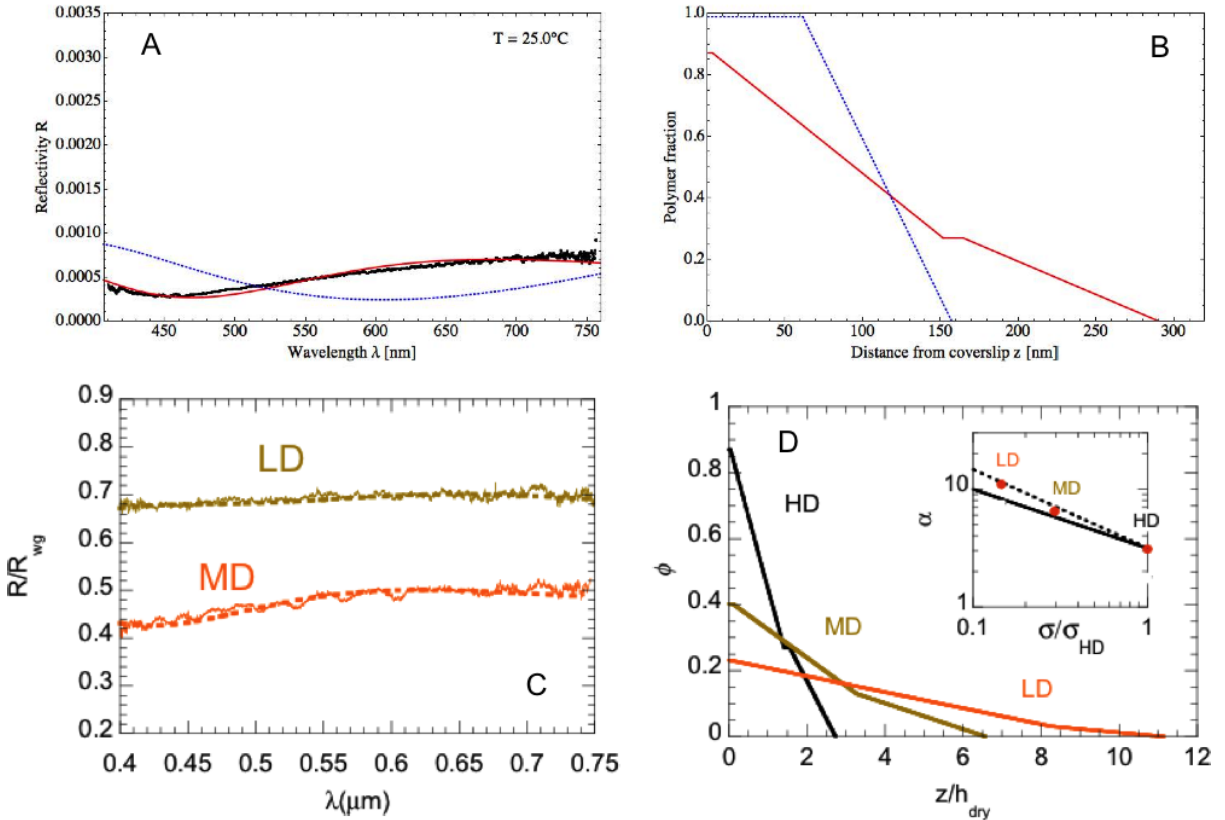 A
T = 25.0°C
0.0035
0.0030
0.0025
0.0020
0.0015
0.0010
0.0005
0.0000
Reflectivity R
450 500 550 600 650 700 750
Wavelength λ [nm]
B
1.0
0.8
0.6
0.4
0.2
0.0
Polymer fraction
0 50 100 150 200 250 300
Distance from coverslip z [nm]
0.9
0.8
0.7
0.6
0.5
0.4
0.3
0.2
R/Rwg
LD
MD
C
0.4 0.45 0.5 0.55 0.6 0.65 0.7 0.75
λ(μm)
D
1
0.8
0.6
0.4
0.2
0
ϕ
HD
MD
LD
0 2 4 6 8 10 12
z/hdry
LD
MD
HD
10
1
α
0.1 1
σ/σHD